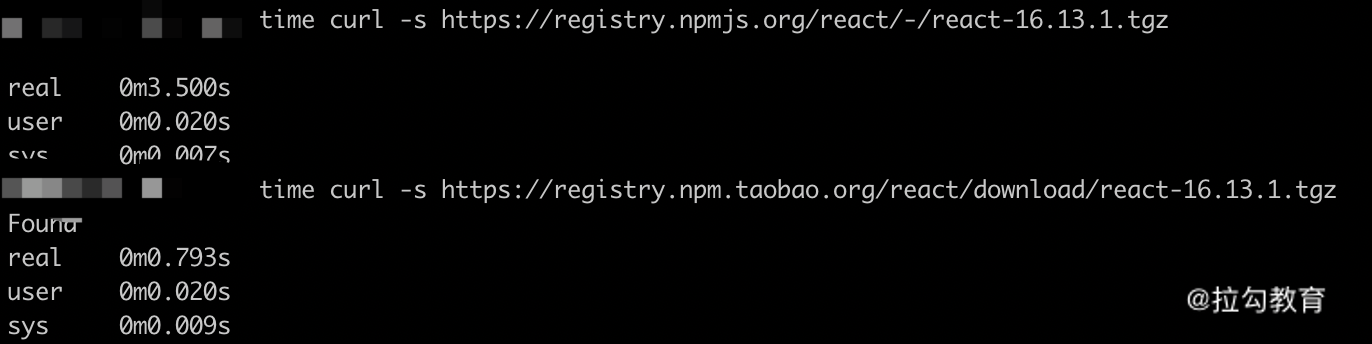 time curl -s https://registry.npmjs.org/react/-/react-16.13.1.tgz
real 0m3.500s
user 0m0.020s
sys 0m0.007s
time curl -s https://registry.npm.taobao.org/react/download/react-16.13.1.tgz
Found
real 0m0.793s
user 0m0.020s
sys 0m0.009s
@拉勾教育